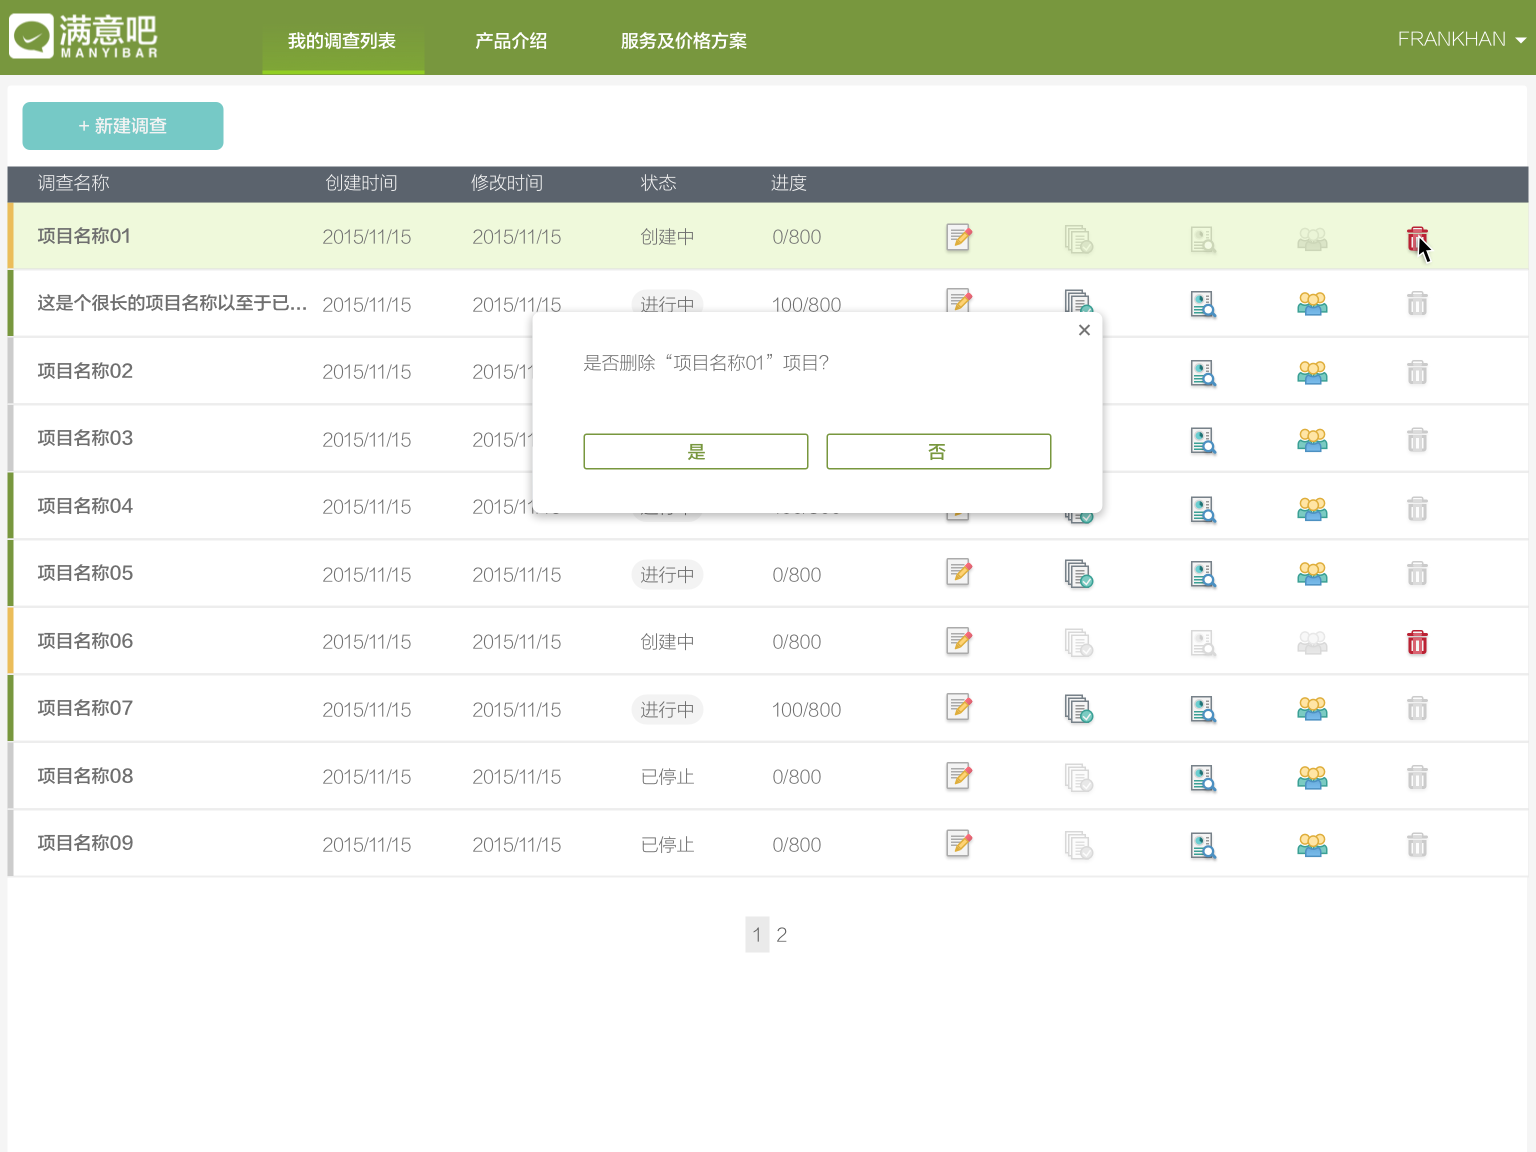 满意吧
MANYIBAR
我的调查列表 产品介绍 服务及价格方案 FRANKHAN
+ 新建调查
调查名称 创建时间 修改时间 状态 进度
项目名称01 2015/11/15 2015/11/15 创建中 0/800
这是个很长的项目名称以至于已... 2015/11/15 2015/11/15 进行中 100/800
是否删除“项目名称01”项目?
是 否
项目名称02 2015/11/15 2015/11
项目名称03 2015/11/15 2015/11
项目名称04 2015/11/15 2015/11
项目名称05 2015/11/15 2015/11/15 进行中 0/800
项目名称06 2015/11/15 2015/11/15 创建中 0/800
项目名称07 2015/11/15 2015/11/15 进行中 100/800
项目名称08 2015/11/15 2015/11/15 已停止 0/800
项目名称09 2015/11/15 2015/11/15 已停止 0/800
1 2